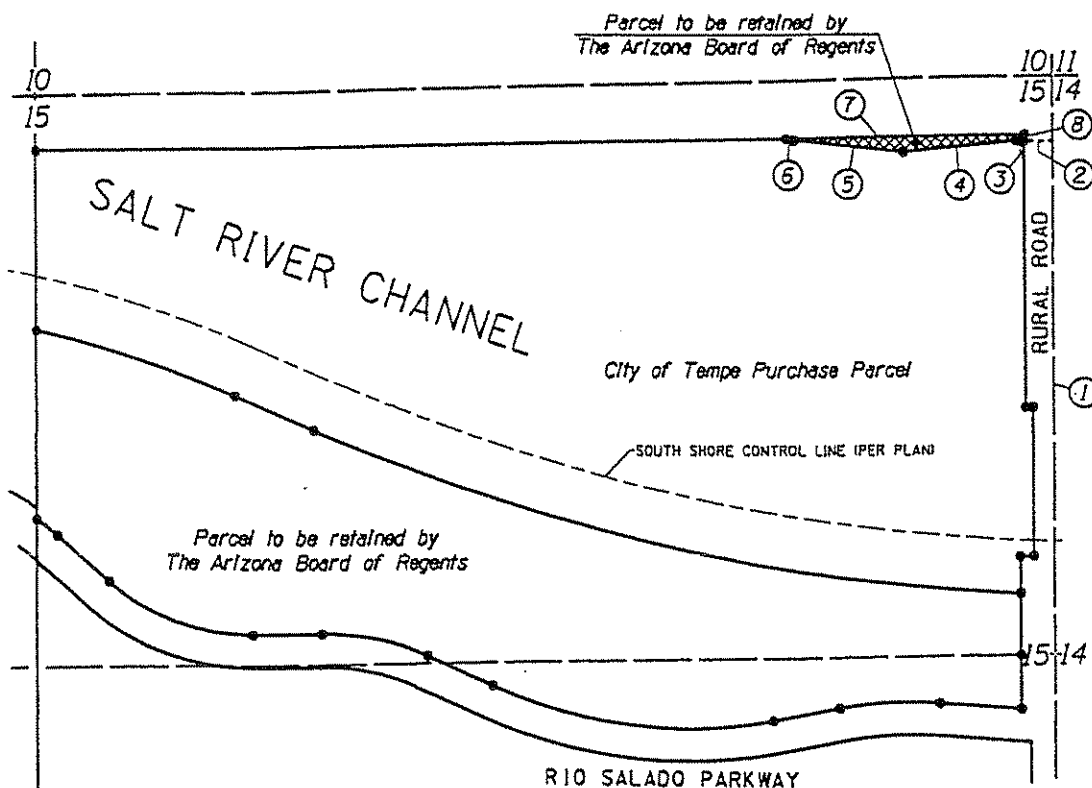 Parcel to be retained by
The Arizona Board of Regents
10
15
10 11
15 14
7
8
6
5
4
3
2
SALT RIVER CHANNEL
RURAL ROAD
City of Tempe Purchase Parcel
1
SOUTH SHORE CONTROL LINE (PER PLAN)
Parcel to be retained by
The Arizona Board of Regents
15 14
RIO SALADO PARKWAY